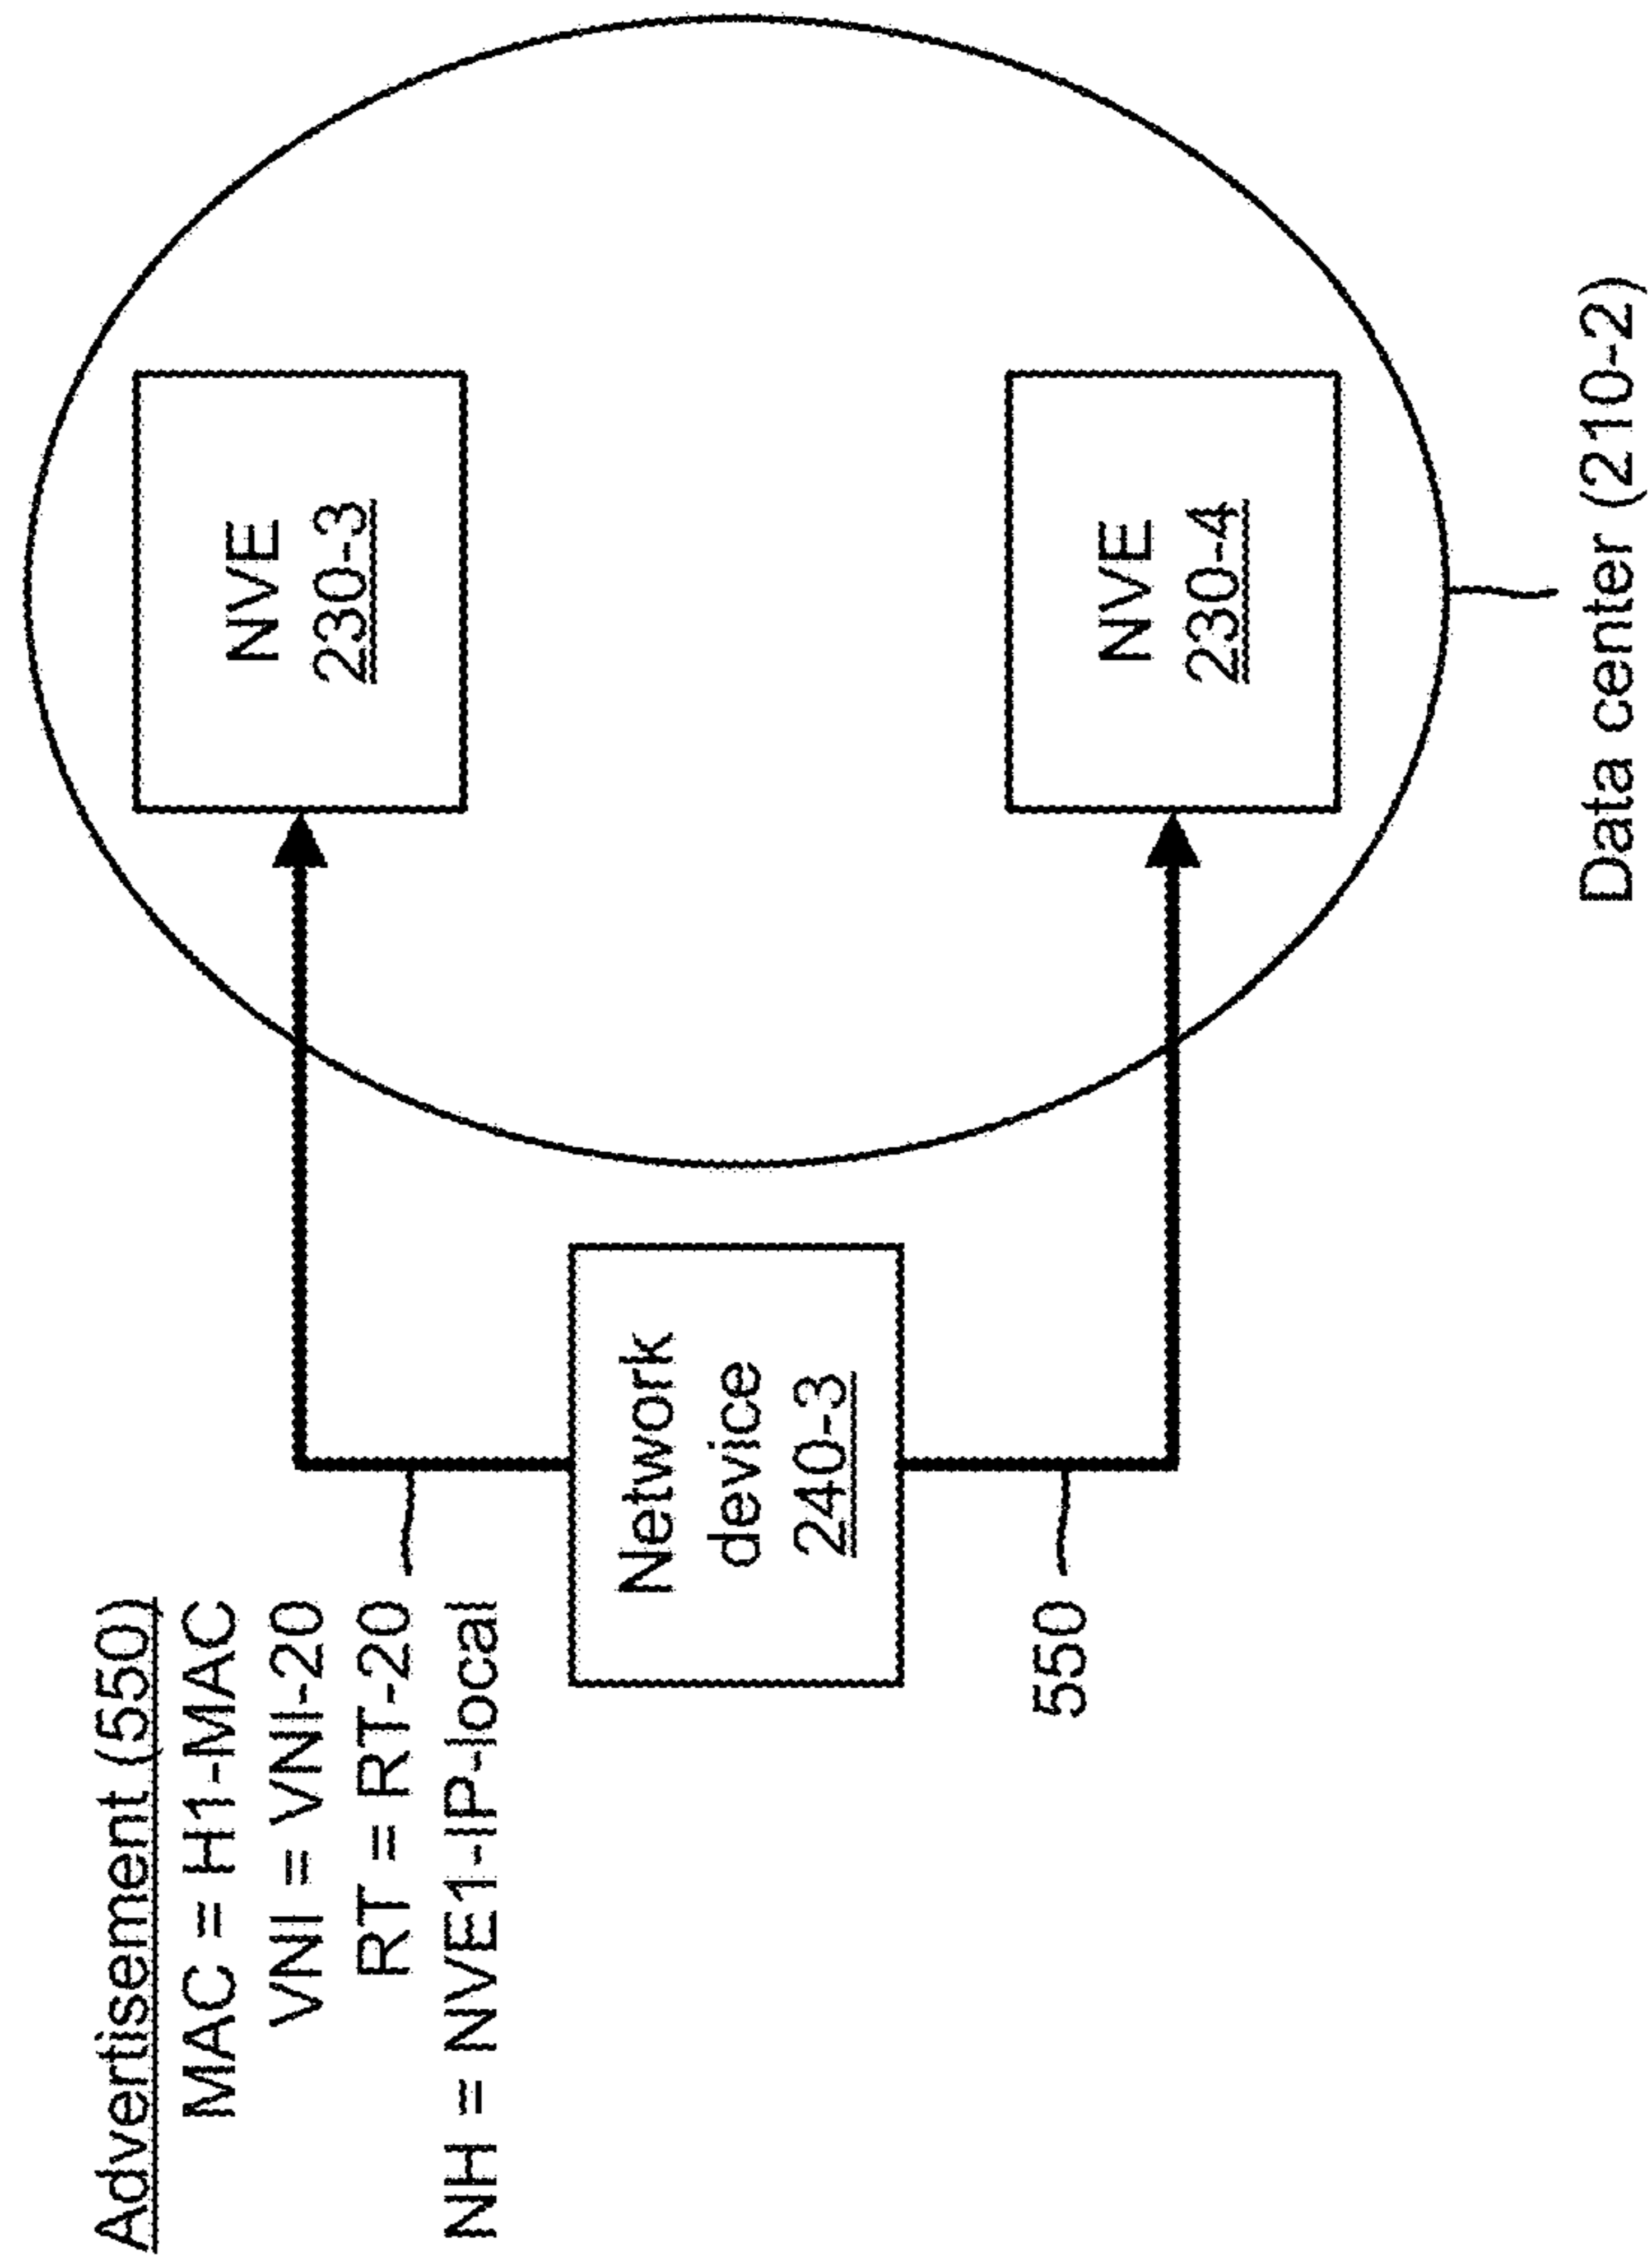 Advertisement (550)
MAC = H1-MAC
VNI = VNI-20
RT = RT-20
NH = NVE1-IP-local
Network
device
240-3
550
NVE
230-3
NVE
230-4
Data center (210-2)